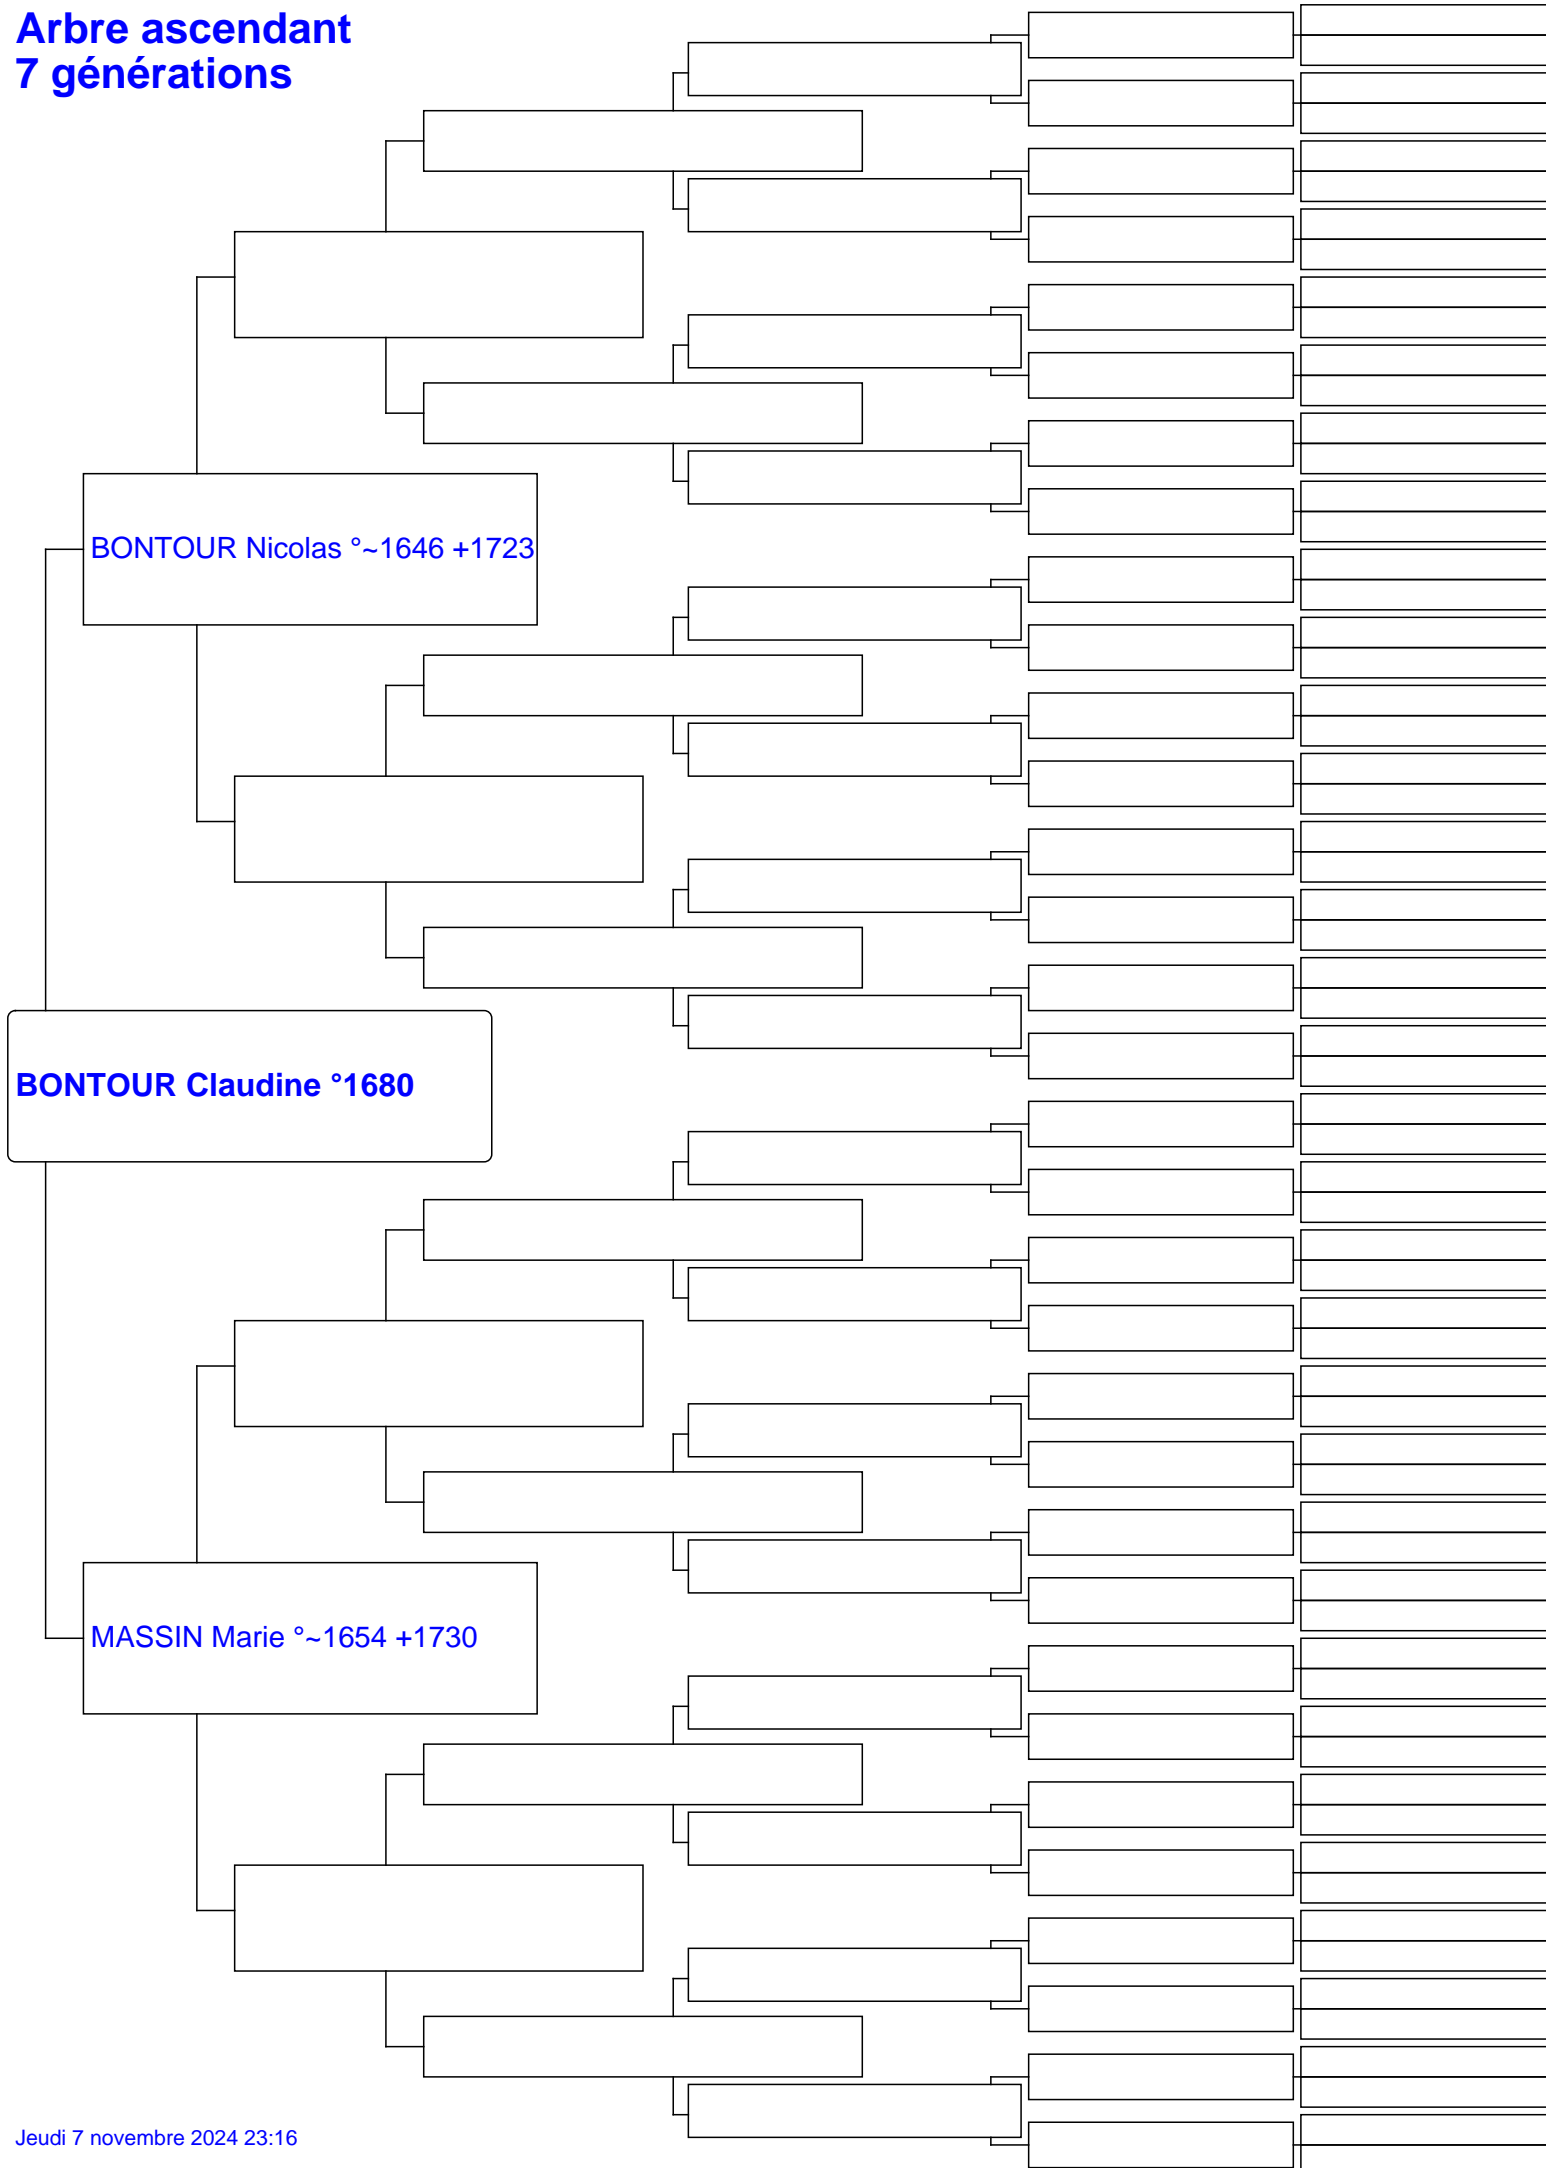 Arbre ascendant
7 générations
BONTOUR Nicolas °~1646 +1723
BONTOUR Claudine °1680
MASSIN Marie °~1654 +1730
Jeudi 7 novembre 2024 23:16